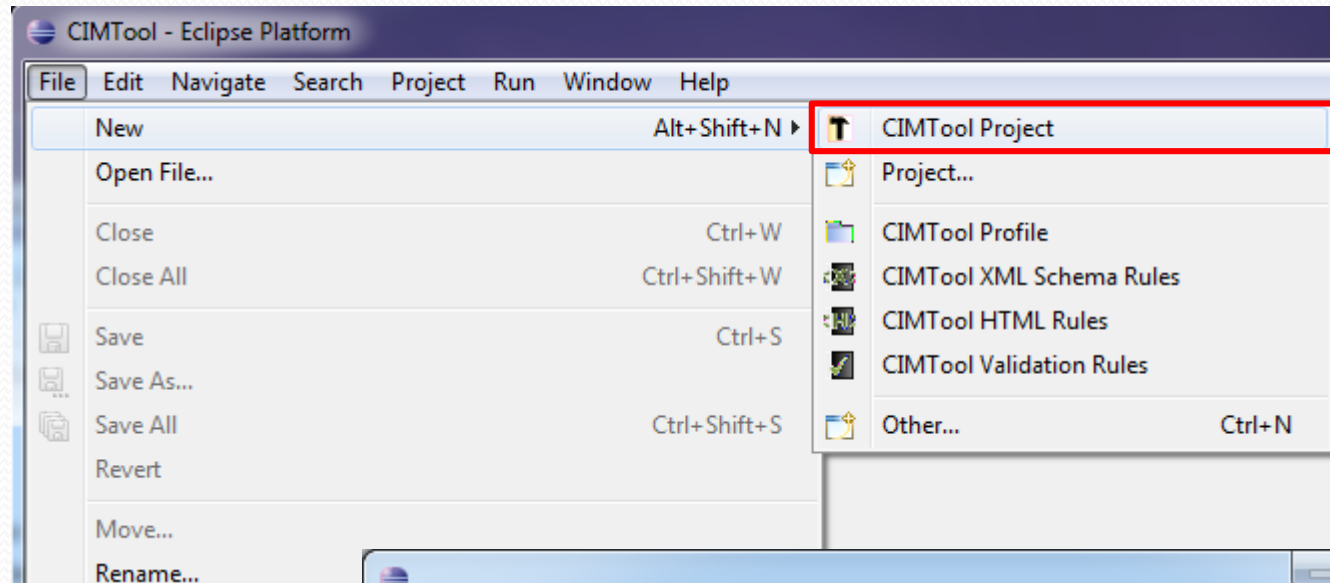 CIMTool - Eclipse Platform
File Edit Navigate Search Project Run Window Help
New Alt+Shift+N
Open File...
Close Ctrl+W
Close All Ctrl+Shift+W
Save Ctrl+S
Save As...
Save All Ctrl+Shift+S
Revert
Move...
Rename...
CIMTool Project
Project...
CIMTool Profile
CIMTool XML Schema Rules
CIMTool HTML Rules
CIMTool Validation Rules
Other... Ctrl+N